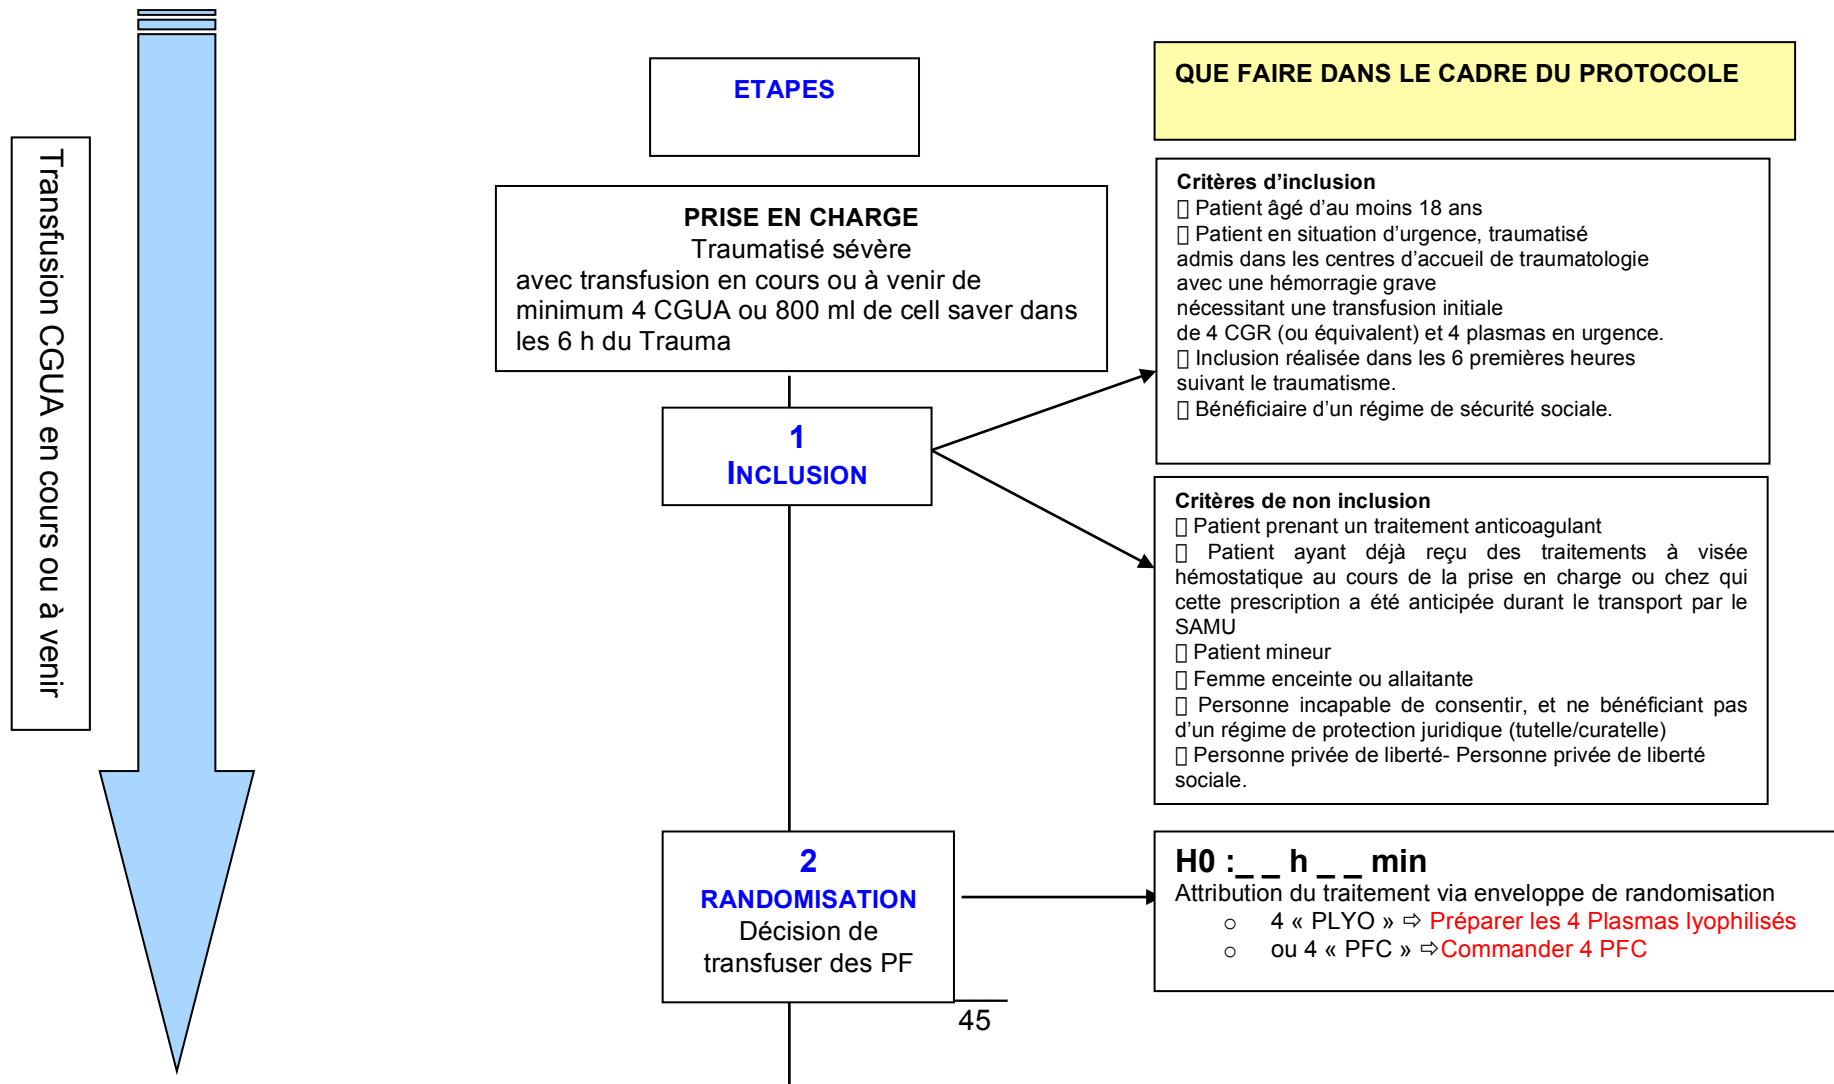 Transfusion CGUA en cours ou à venir
ETAPES
QUE FAIRE DANS LE CADRE DU PROTOCOLE
PRISE EN CHARGE
Traumatisé sévère
avec transfusion en cours ou à venir de
minimum 4 CGUA ou 800 ml de cell saver dans
les 6 h du Trauma
1
INCLUSION
Critères d'inclusion
▯ Patient âgé d'au moins 18 ans
▯ Patient en situation d'urgence, traumatisé
admis dans les centres d'accueil de traumatologie
avec une hémorragie grave
nécessitant une transfusion initiale
de 4 CGR (ou équivalent) et 4 plasmas en urgence.
▯ Inclusion réalisée dans les 6 premières heures
suivant le traumatisme.
▯ Bénéficiaire d'un régime de sécurité sociale.
Critères de non inclusion
▯ Patient prenant un traitement anticoagulant
▯ Patient ayant déjà reçu des traitements à visée
hémostatique au cours de la prise en charge ou chez qui
cette prescription a été anticipée durant le transport par le
SAMU
▯ Patient mineur
▯ Femme enceinte ou allaitante
▯ Personne incapable de consentir, et ne bénéficiant pas
d'un régime de protection juridique (tutelle/curatelle)
▯ Personne privée de liberté- Personne privée de liberté
sociale.
2
RANDOMISATION
Décision de
transfuser des PF
H0 :_ _ h _ _ min
Attribution du traitement via enveloppe de randomisation
o 4 « PLYO » ⇨ Préparer les 4 Plasmas lyophilisés
o ou 4 « PFC » ⇨Commander 4 PFC
45